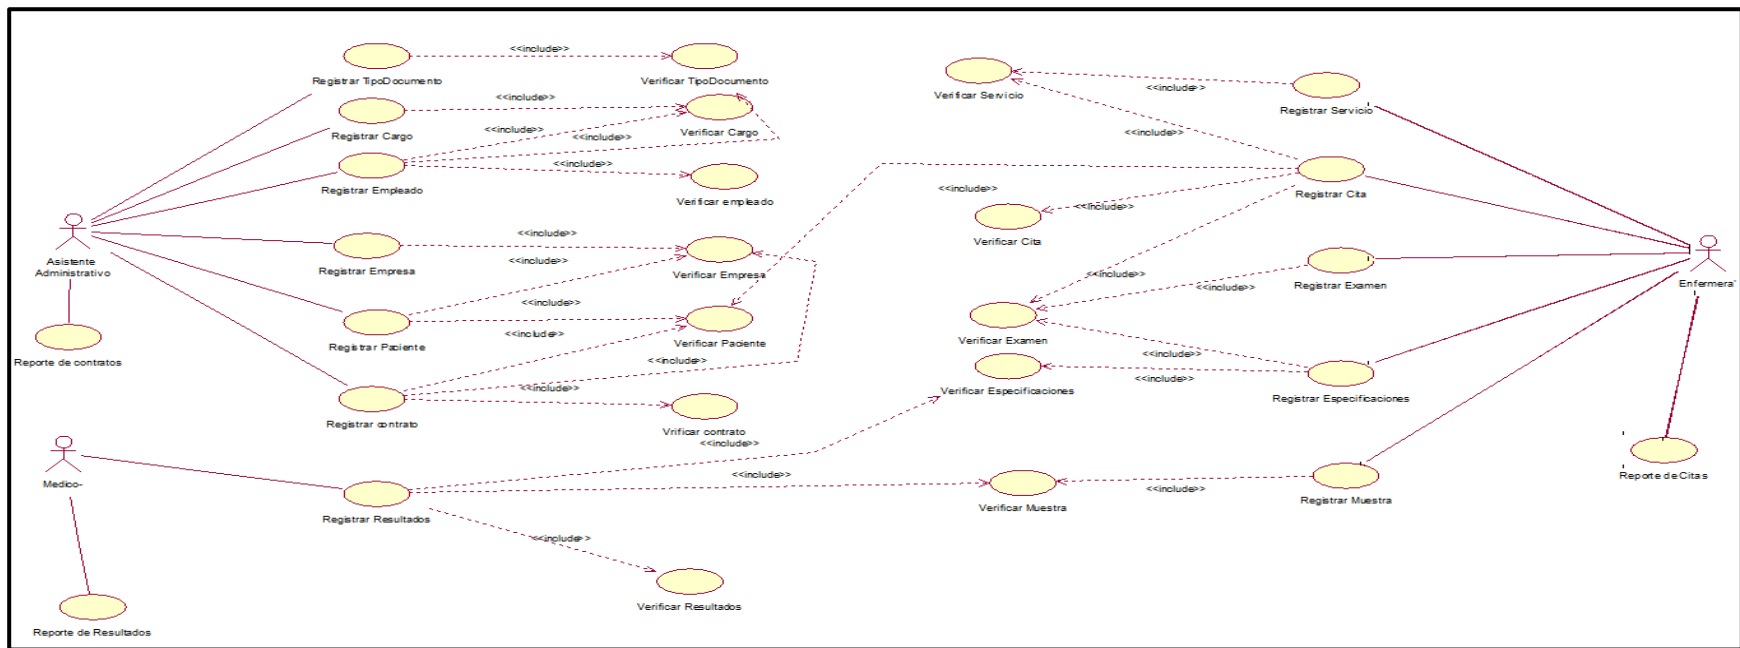 <<include>>
Registrar TipoDocumento
Verificar TipoDocumento
<<include>>
Registrar Cargo
<<include>>
<<include>>
Verificar Cargo
Registrar Empleado
<<include>>
Verificar empleado
Asistente
Administrativo
<<include>>
Registrar Empresa
<<include>>
Verificar Empresa
<<include>>
Registrar Paciente
<<include>>
Verificar Paciente
<<include>>
Reporte de contratos
<<include>>
Registrar contrato
Vrificar contrato
<<include>>
Medico-
<<include>>
Registrar Resultados
<<include>>
Verificar Resultados
Reporte de Resultados
Verificar Servicio
<<include>>
Registrar Servicio
<<include>>
<<include>>
Registrar Cita
<<include>>
Verificar Cita
<<include>>
Registrar Examen
<<include>>
Enfermera
Verificar Examen
<<include>>
Verificar Especificaciones
<<include>>
Registrar Especificaciones
Reporte de Citas
<<include>>
Registrar Muestra
Verificar Muestra